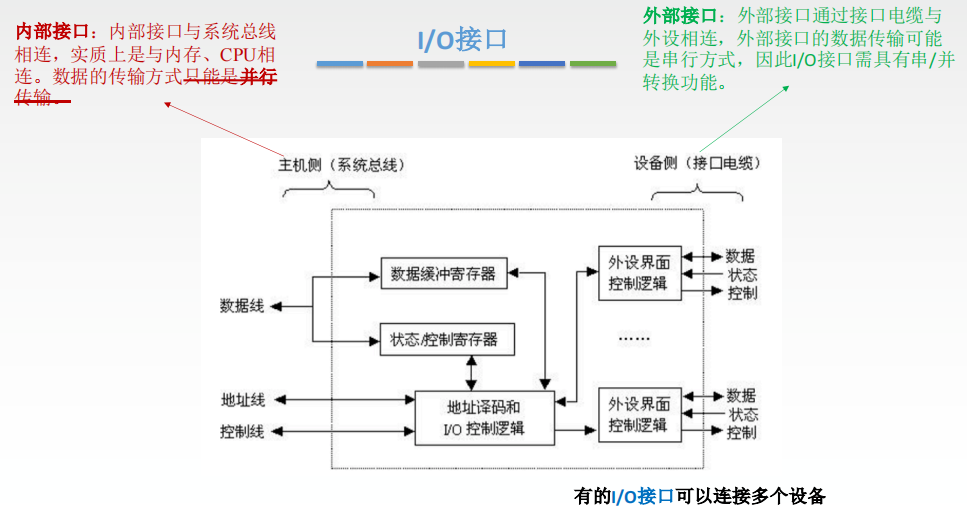 I/O接口
内部接口：内部接口与系统总线
相连，实质上是与内存、CPU相
连。数据的传输方式只能是并行
传输。
外部接口：外部接口通过接口电缆与
外设相连，外部接口的数据传输可能
是串行方式，因此I/O接口需具有串/并
转换功能。
主机侧（系统总线）
设备侧（接口电缆）
数据线
地址线
控制线
数据缓冲寄存器
状态/控制寄存器
地址译码和
I/O 控制逻辑
外设界面
控制逻辑
数据
状态
控制
……
外设界面
控制逻辑
数据
状态
控制
有的I/O接口可以连接多个设备